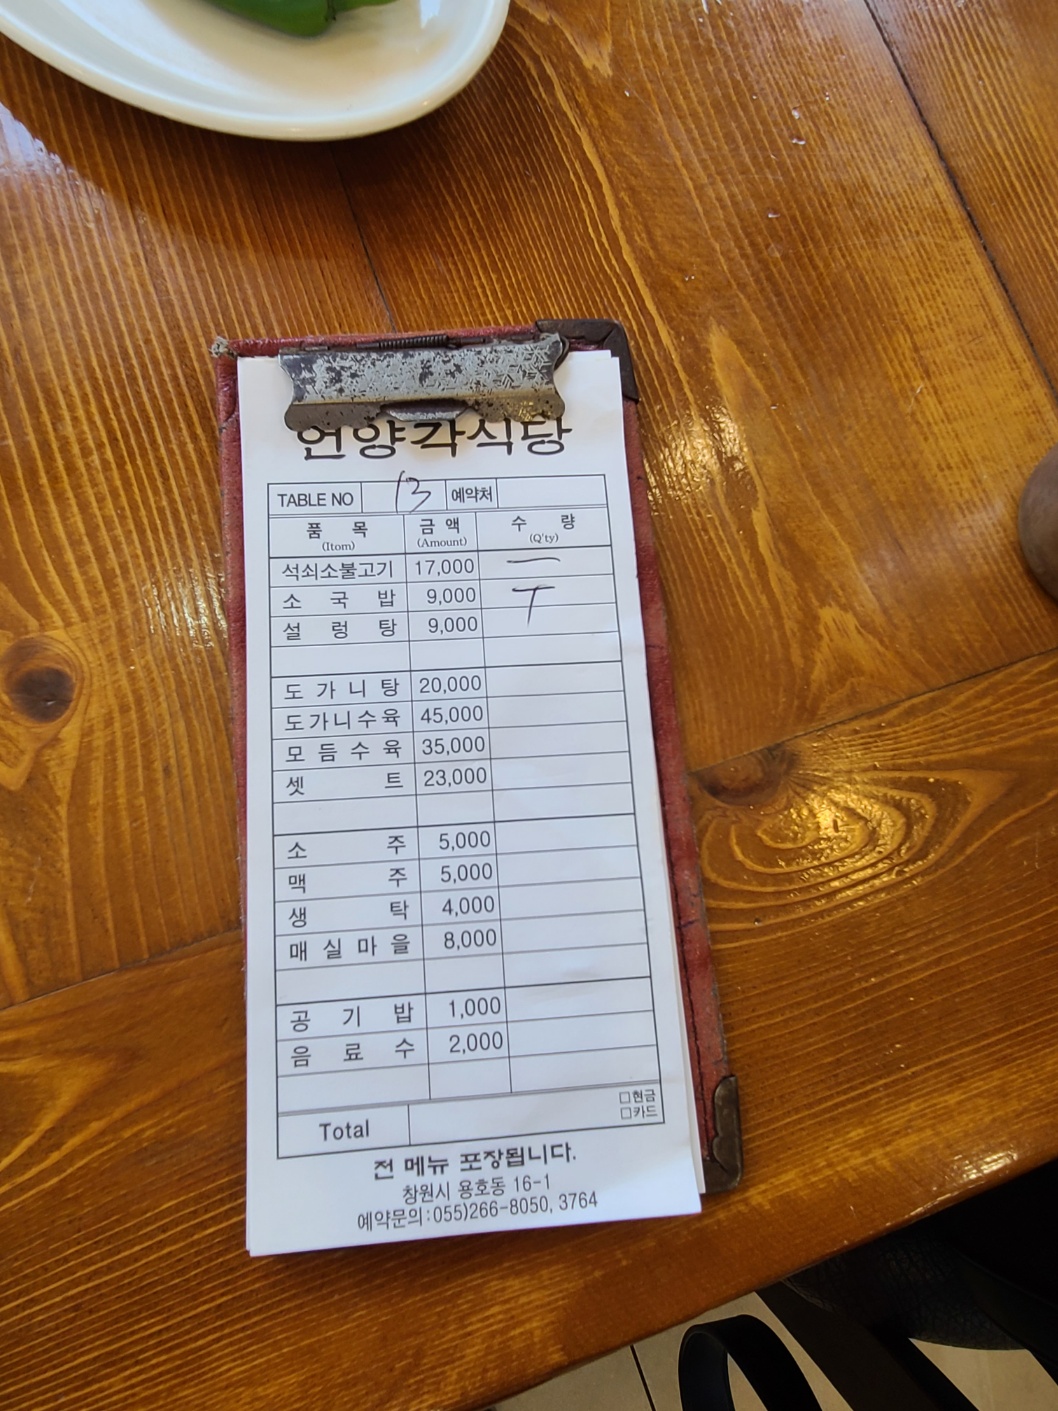 언양각식당
TABLE NO 13 예약처
품 목 금 액 수 량
(Itom) (Amount) (Q'ty)
석쇠소불고기 17,000 一
소 국 밥 9,000 T
설 렁 탕 9,000
도 가 니 탕 20,000
도가니수육 45,000
모 듬 수 육 35,000
셋 트 23,000
소 주 5,000
맥 주 5,000
생 탁 4,000
매 실 마 을 8,000
공 기 밥 1,000
음 료 수 2,000
Total □현금
□카드
전 메뉴 포장됩니다.
창원시 용호동 16-1
예약문의:055)266-8050, 3764